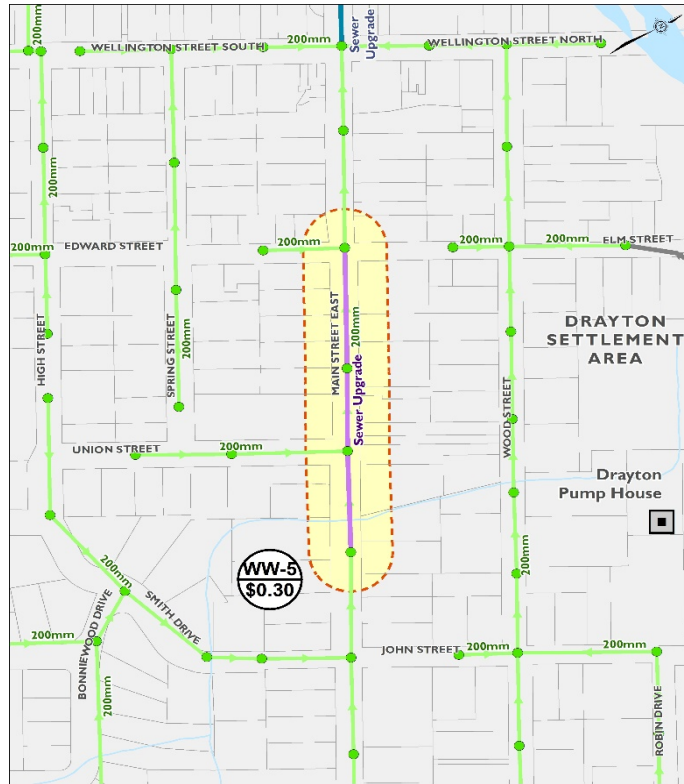 200mm
WELLINGTON STREET SOUTH
200mm
Sewer
Upgrade
WELLINGTON STREET NORTH
200mm
200mm
200mm
EDWARD STREET
200mm
200mm
200mm
ELM STREET
HIGH STREET
SPRING STREET
200mm
MAIN STREET EAST
200mm
Sewer Upgrade
DRAYTON
SETTLEMENT
AREA
WOOD STREET
UNION STREET
200mm
Drayton
Pump House
200mm
WW-5
$0.30
200mm
SMITH DRIVE
BONNIEWOOD DRIVE
200mm
200mm
JOHN STREET
200mm
200mm
ROBIN DRIVE